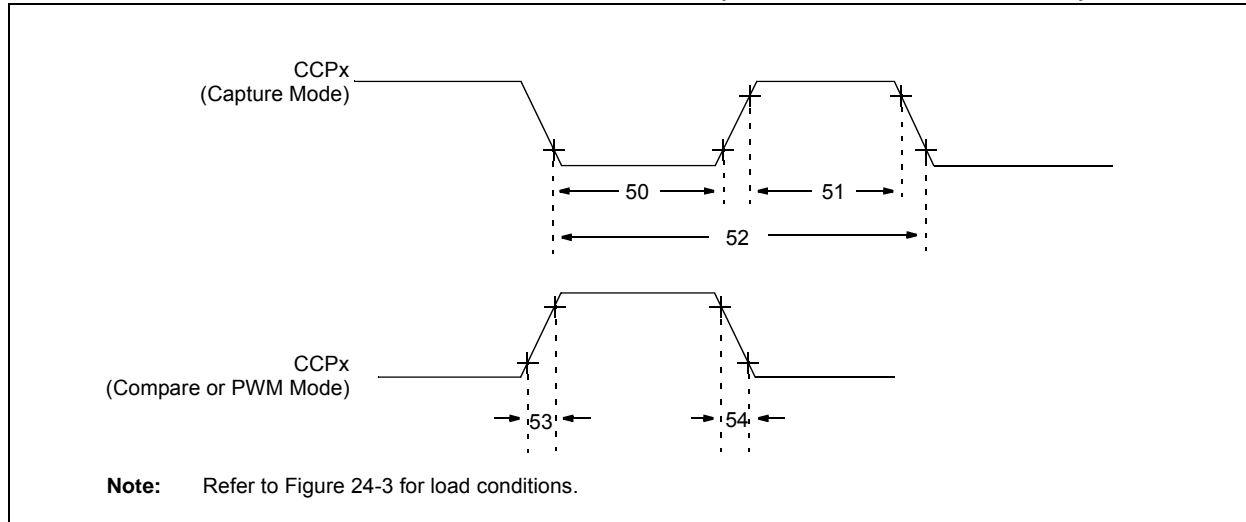 CCPx
(Capture Mode)
50
51
52
CCPx
(Compare or PWM Mode)
53
54
Note: Refer to Figure 24-3 for load conditions.